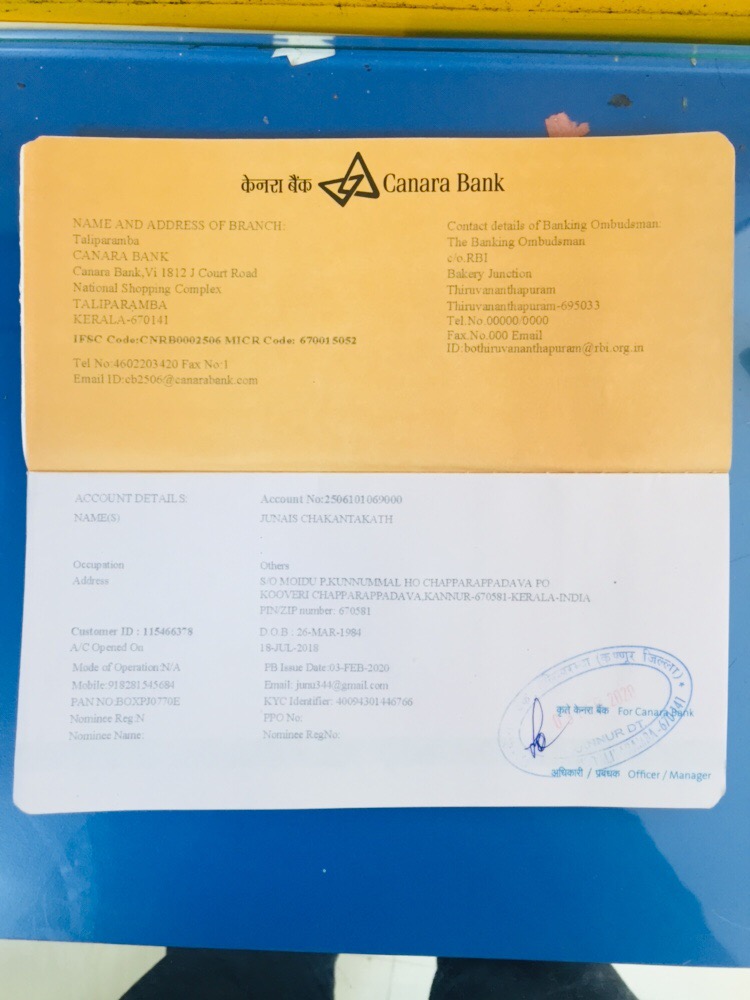 केनरा बैंक Canara Bank
NAME AND ADDRESS OF BRANCH:
Taliparamba
CANARA BANK
Canara Bank,Vi 1812 J Court Road
National Shopping Complex
TALIPARAMBA
KERALA-670141
IFSC Code:CNRB0002506 MICR Code: 670015052
Tel No:4602203420 Fax No:1
Email ID:cb2506@canarabank.com
Contact details of Banking Ombudsman:
The Banking Ombudsman
c/o.RBI
Bakery Junction
Thiruvananthapuram
Thiruvananthapuram-695033
Tel.No.00000/0000
Fax No.000 Email
ID:bothiruvananthapuram@rbi.org.in
ACCOUNT DETAILS: Account No:2506101069000
NAME(S) JUNAIS CHAKANTAKATH
Occupation Others
Address S/O MOIDU P,KUNNUMMAL HO CHAPPARAPPADAVA PO
KOOVERI CHAPPARAPPADAVA,KANNUR-670581-KERALA-INDIA
PIN/ZIP number: 670581
Customer ID : 115466378 D.O.B : 26-MAR-1984
A/C Opened On 18-JUL-2018
Mode of Operation:N/A PB Issue Date:03-FEB-2020
Mobile:918281545684 Email: junu344@gmail.com
PAN NO:BOXPJ0770E KYC Identifier: 40094301446766
Nominee Reg.N PPO No:
Nominee Name: Nominee RegNo:
(कण्णूर जिल्ला)
कृते केनरा बैंक For Canara Bank
अधिकारी / प्रबंधक Officer / Manager